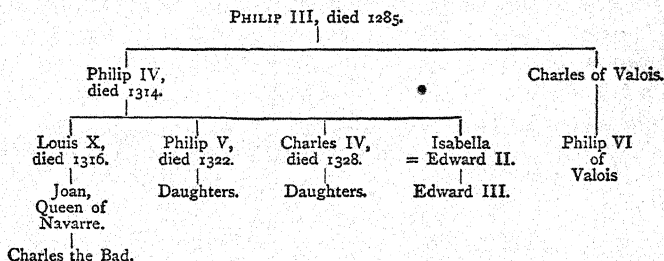 PHILIP III, died 1285.
Philip IV,
died 1314.
Charles of Valois.
Louis X,
died 1316.
Philip V,
died 1322.
Charles IV,
died 1328.
Isabella
= Edward II.
Philip VI
of
Valois
Joan,
Queen of
Navarre.
Daughters.
Daughters.
Edward III.
Charles the Bad.